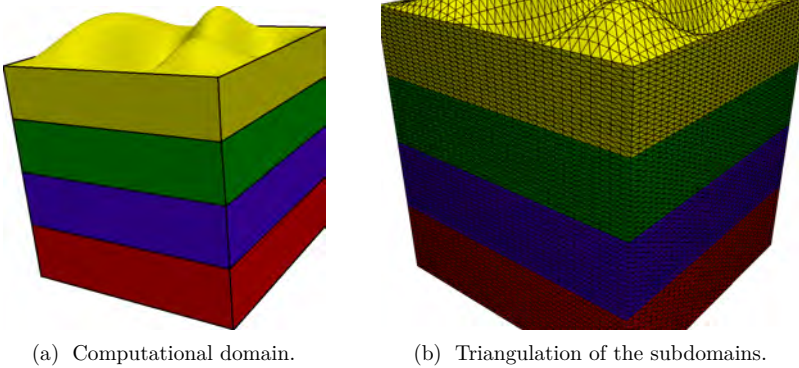 (a) Computational domain.
(b) Triangulation of the subdomains.